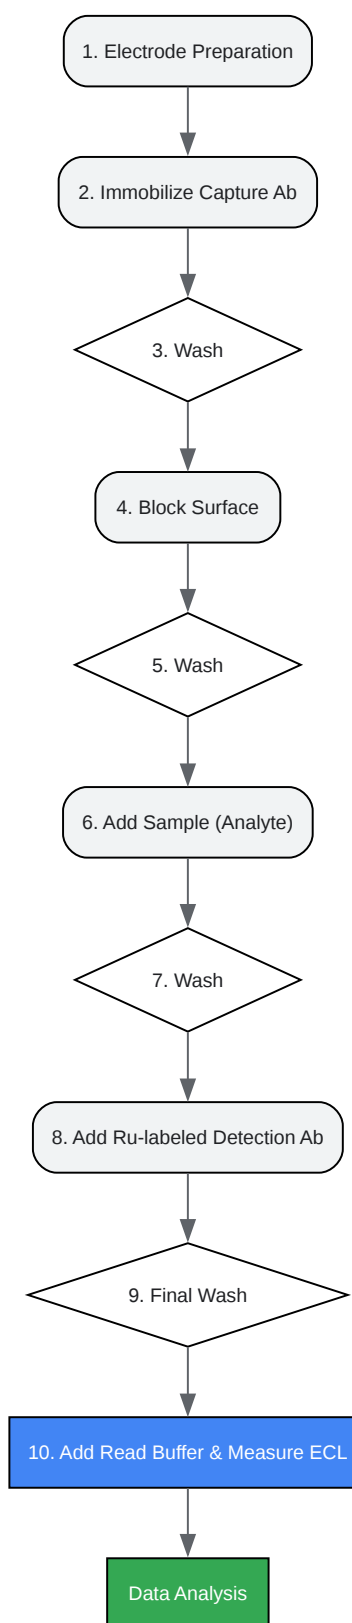 1. Electrode Preparation
2. Immobilize Capture Ab
3. Wash
4. Block Surface
5. Wash
6. Add Sample (Analyte)
7. Wash
8. Add Ru-labeled Detection Ab
9. Final Wash
10. Add Read Buffer & Measure ECL
Data Analysis